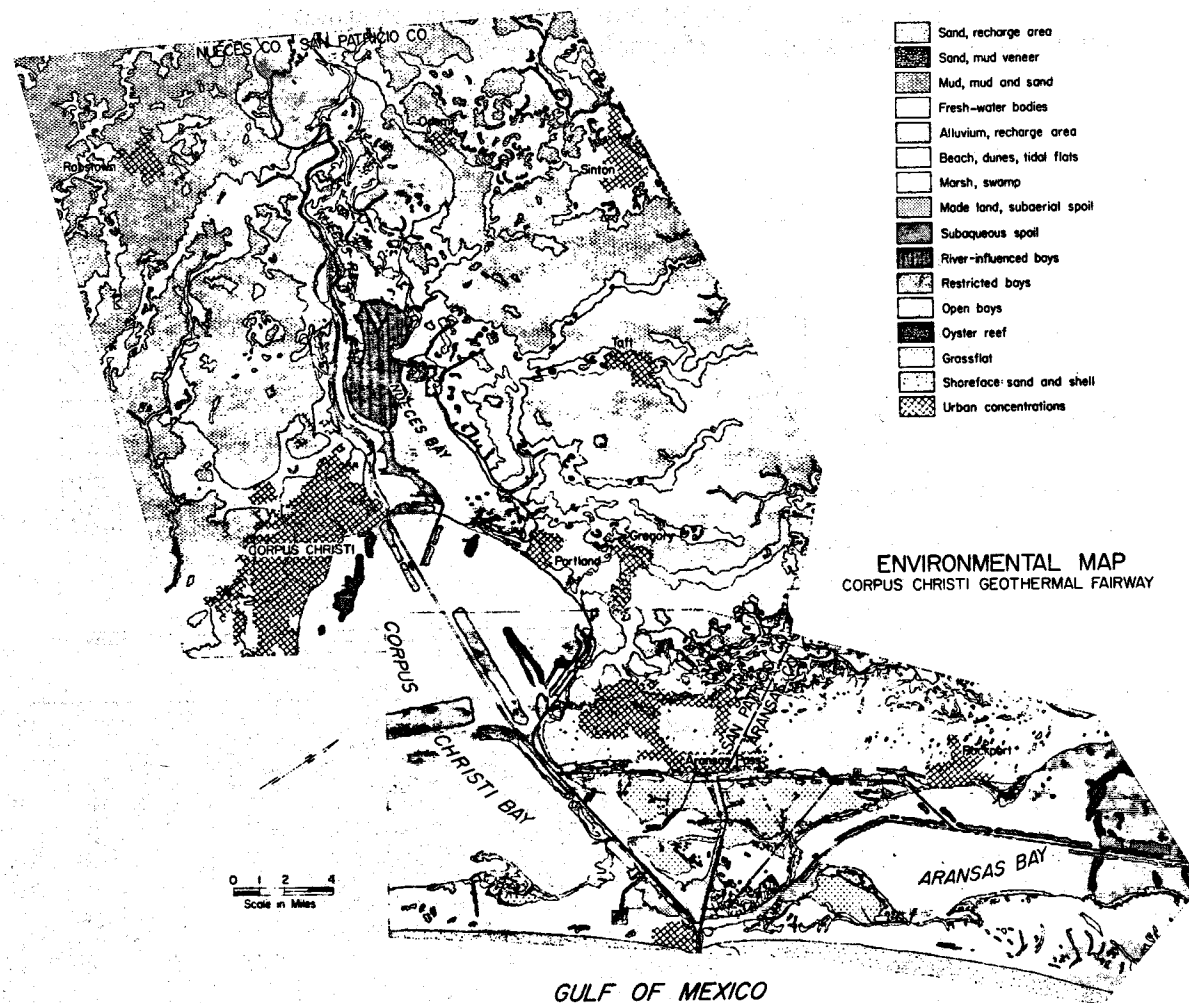 NUECES CO. SAN PATRICIO CO
Robstown
Odem
Sinton
Taft
NUECES BAY
CORPUS CHRISTI
Portland
Gregory
CORPUS
CHRISTI BAY
SAN PATRICIO
ARANSAS
Aransas Pass
Rockport
ARANSAS BAY
GULF OF MEXICO
0 1 2 4
Scale in Miles
Sand, recharge area
Sand, mud veneer
Mud, mud and sand
Fresh-water bodies
Alluvium, recharge area
Beach, dunes, tidal flats
Marsh, swamp
Made land, subaerial spoil
Subaqueous spoil
River-influenced bays
Restricted bays
Open bays
Oyster reef
Grassflat
Shoreface: sand and shell
Urban concentrations
ENVIRONMENTAL MAP
CORPUS CHRISTI GEOTHERMAL FAIRWAY